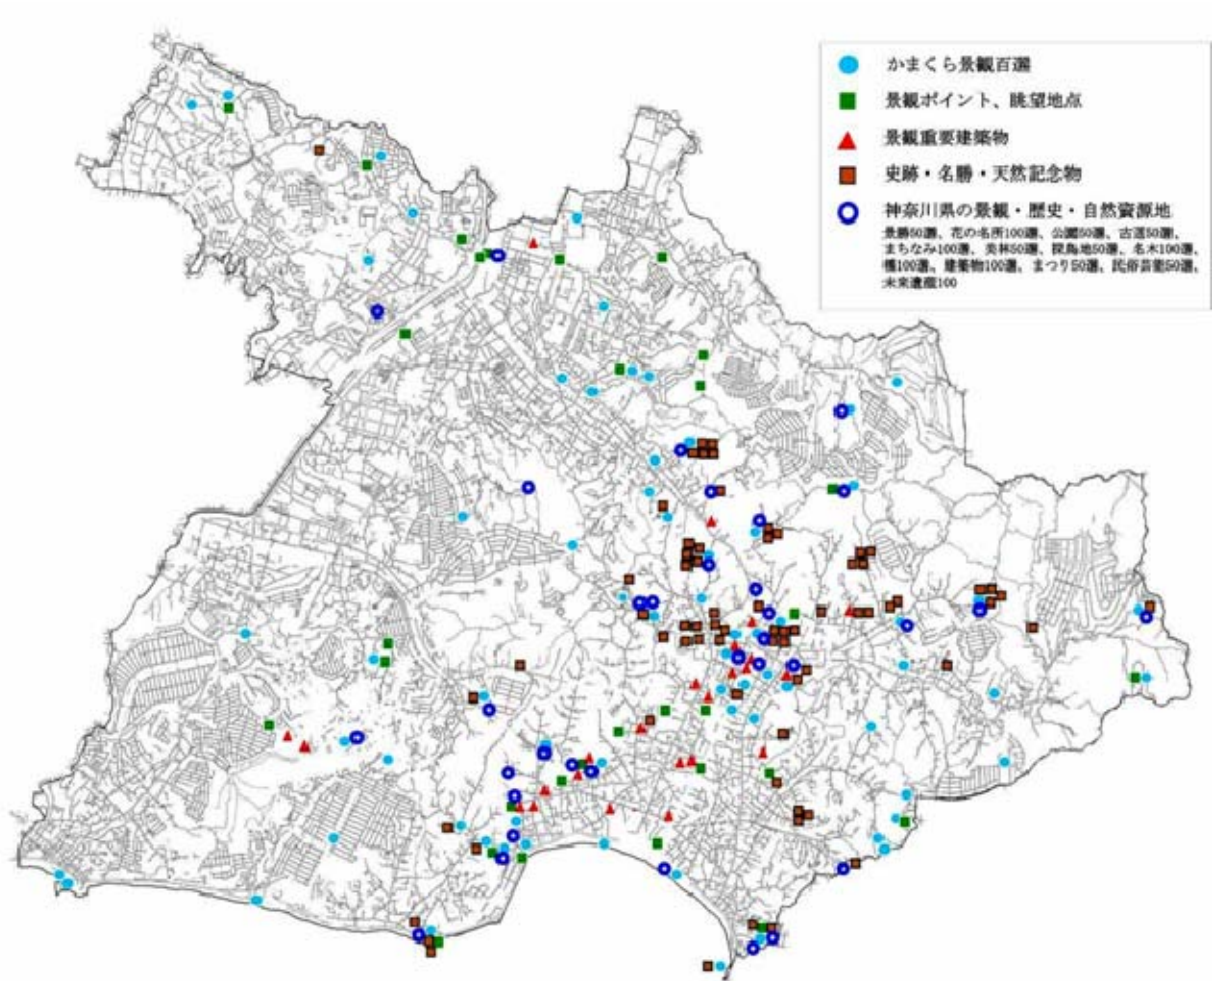 かまくら景観百選
景観ポイント、眺望地点
景観重要建築物
史跡・名勝・天然記念物
神奈川県の景観・歴史・自然資源地
景勝50選、花の名所100選、公園50選、古道50選、
まちなみ100選、美林50選、探鳥地50選、名木100選、
橋100選、建築物100選、まつり50選、民俗芸能50選、
未来遺産100